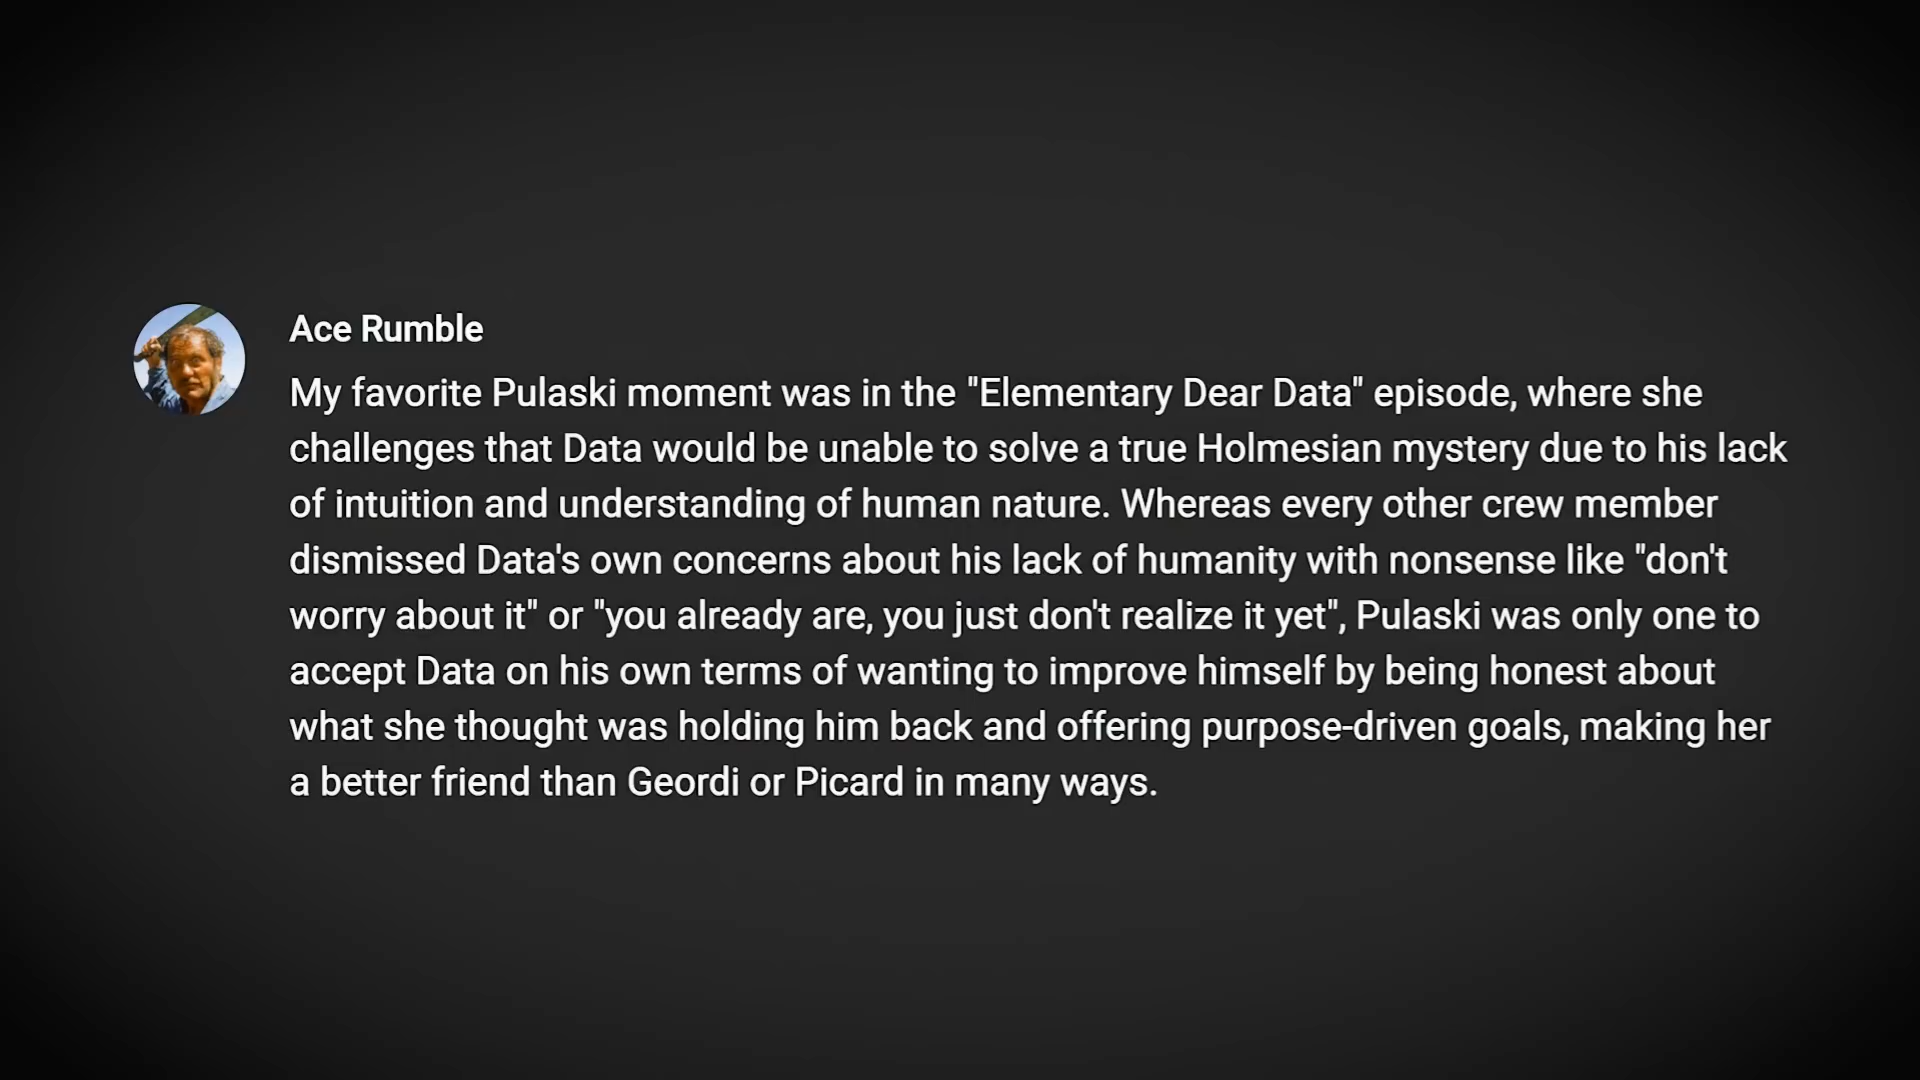 Ace Rumble
My favorite Pulaski moment was in the "Elementary Dear Data" episode, where she
challenges that Data would be unable to solve a true Holmesian mystery due to his lack
of intuition and understanding of human nature. Whereas every other crew member
dismissed Data's own concerns about his lack of humanity with nonsense like "don't
worry about it" or "you already are, you just don't realize it yet", Pulaski was only one to
accept Data on his own terms of wanting to improve himself by being honest about
what she thought was holding him back and offering purpose-driven goals, making her
a better friend than Geordi or Picard in many ways.